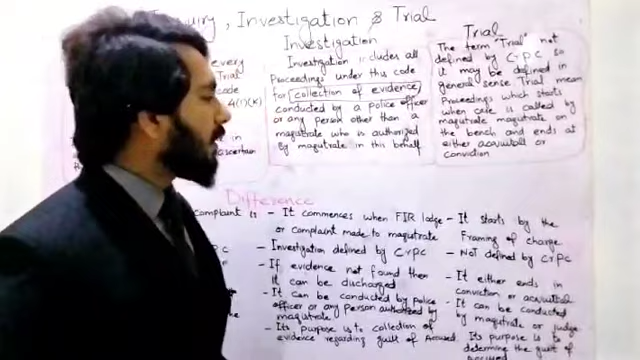 , Investigation & Trial
every
Trial
code
4(1)(K)
in
ascertain
Investigation
Investigation includes all
Proceedings under this code
for collection of evidence
conducted by a police officer
or any person other than a
magistrate who is authorized
By magistrate in this behalf
Trial
The term "Trial" not
defined by CrPC so
it may be defined in
general sense Trial mean
Proceedings which starts
when case is called by
magistrate magistrate on
the bench and ends at
either acquittal or
conviction
Difference
complaint is
- It commences when FIR lodge
or complaint made to magistrate
- Investigation defined by CrPC
- If evidence not found then
it can be discharged
- It can be conducted by police
officer or any person authorized by
magistrate
- Its purpose is to collection of
evidence regarding guilt of Accused.
- It starts by the
Framing of charge
- Not defined by CrPC
- It either ends in
conviction or acquittal
- It can be conducted
by magistrate or judge
Its purpose is to
determine the guilt of
Accused